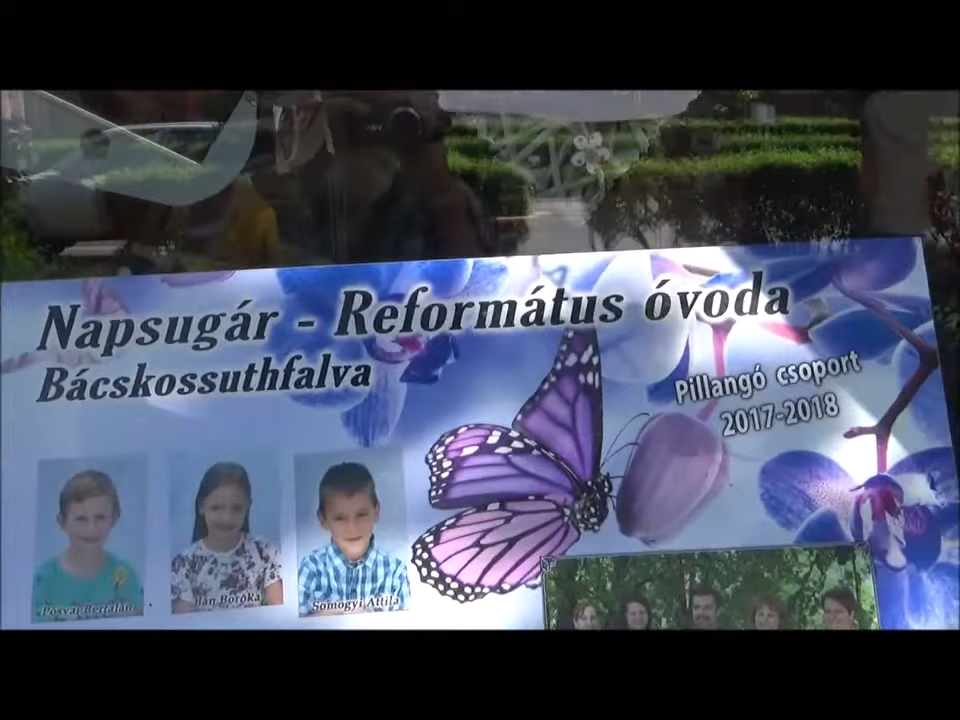 Napsugár - Református óvoda
Bácskossuthfalva
Pillangó csoport
2017-2018
Bán Boróka
Somogyi Attila